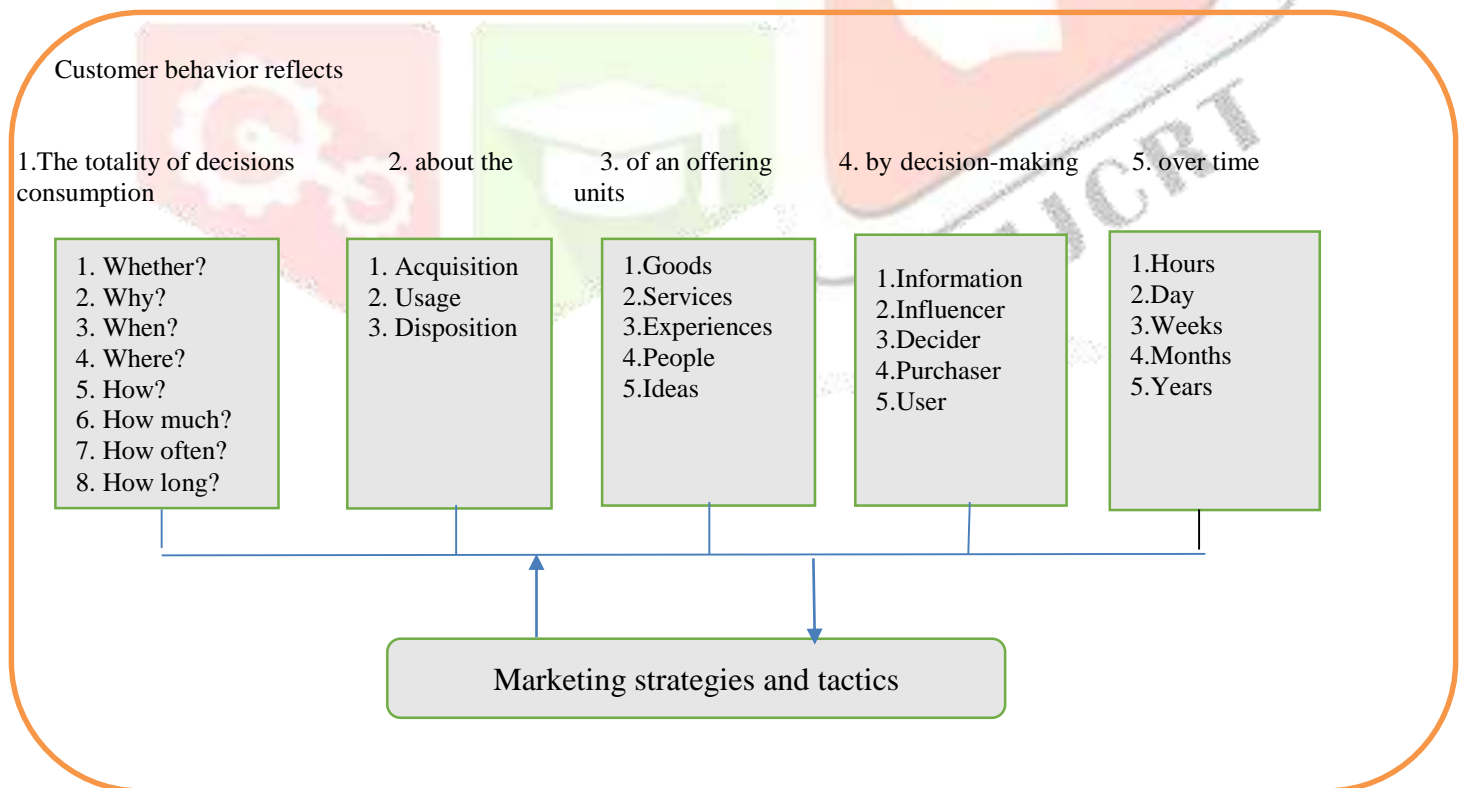 Customer behavior reflects
1.The totality of decisions 2. about the 3. of an offering 4. by decision-making 5. over time
consumption units
1. Whether?
2. Why?
3. When?
4. Where?
5. How?
6. How much?
7. How often?
8. How long?
1. Acquisition
2. Usage
3. Disposition
1.Goods
2.Services
3.Experiences
4.People
5.Ideas
1.Information
2.Influencer
3.Decider
4.Purchaser
5.User
1.Hours
2.Day
3.Weeks
4.Months
5.Years
IJCRT
Marketing strategies and tactics